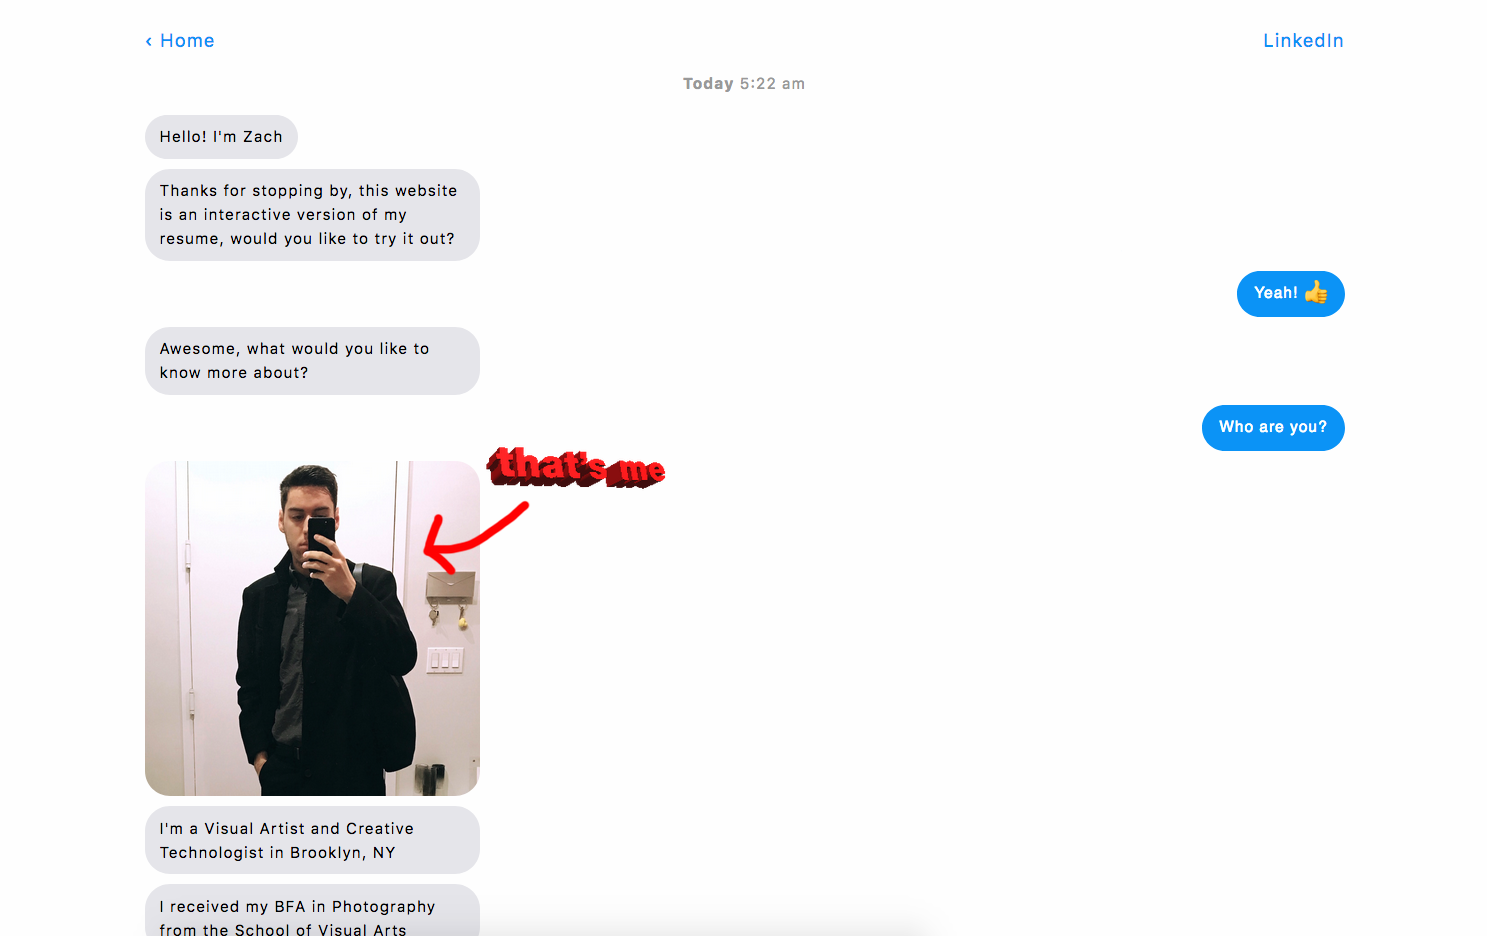 ‹ Home
LinkedIn
Today 5:22 am
Hello! I'm Zach
Thanks for stopping by, this website
is an interactive version of my
resume, would you like to try it out?
Yeah! 👍
Awesome, what would you like to
know more about?
Who are you?
that's me
I'm a Visual Artist and Creative
Technologist in Brooklyn, NY
I received my BFA in Photography
from the School of Visual Arts